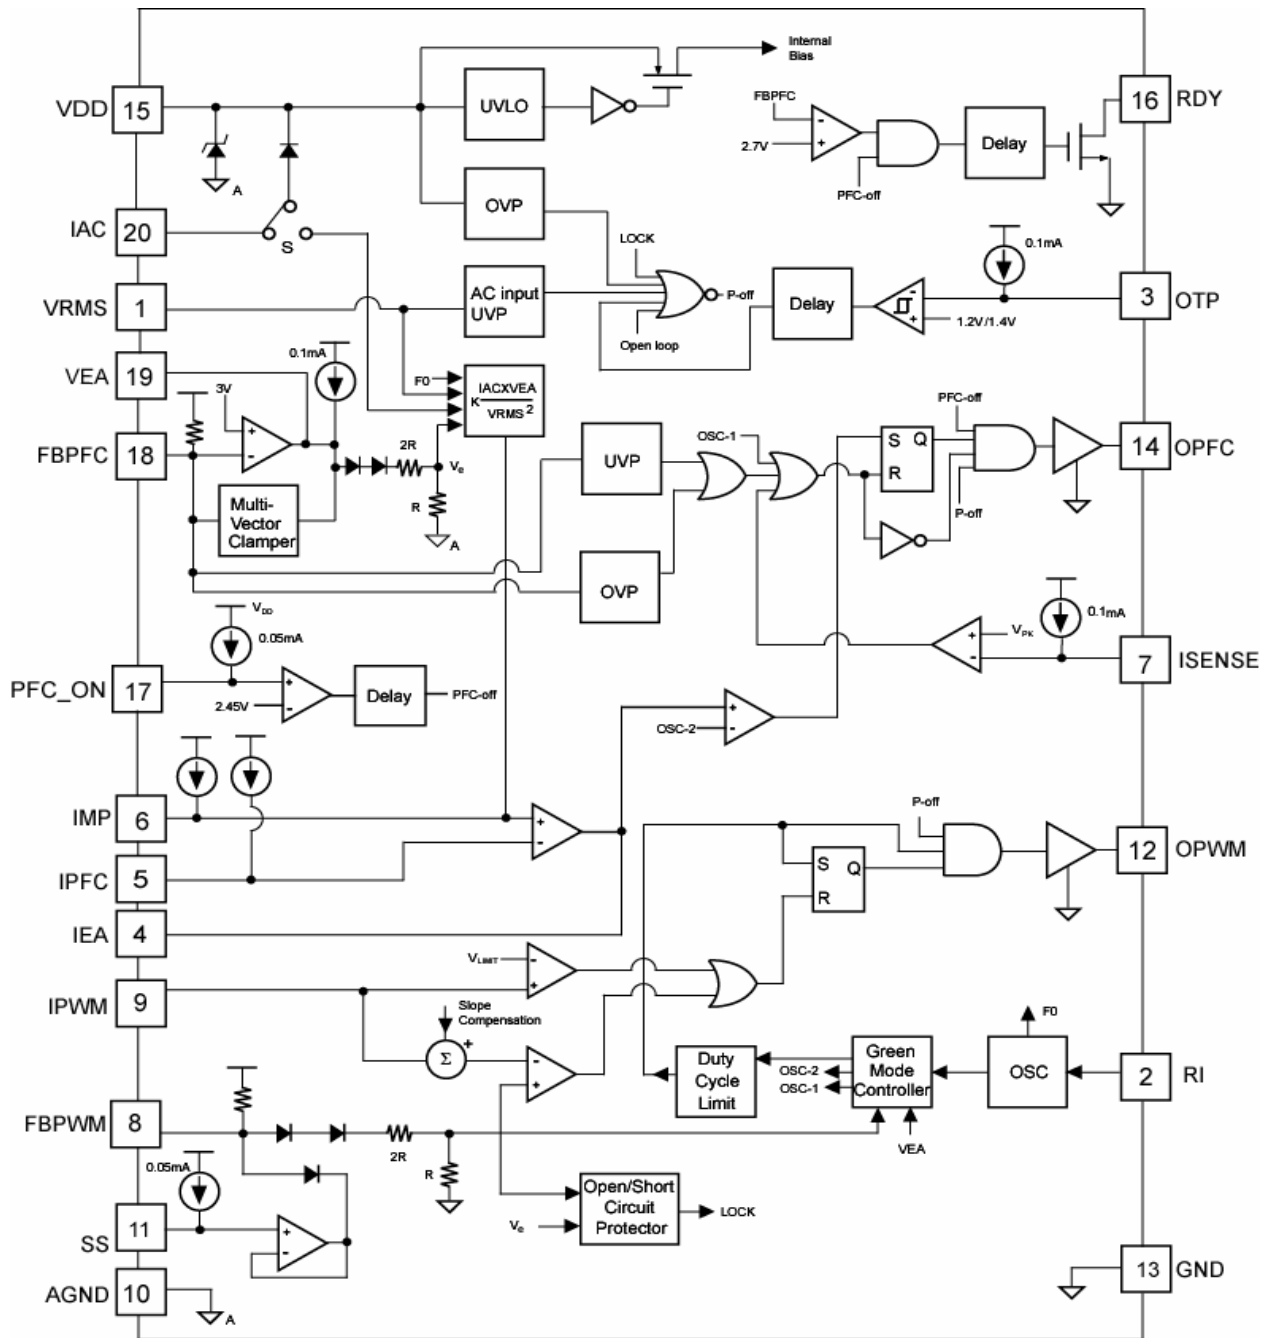 Internal
Bias
VDD
15
UVLO
FBPFC
-
+
2.7V
PFC-off
Delay
16
RDY
A
OVP
IAC
20
S
LOCK
P-off
Open loop
0.1mA
VRMS
1
AC input
UVP
Delay
-
+
1.2V/1.4V
3
OTP
VEA
19
0.1mA
3V
+
-
FBPFC
18
F0
K
IACXVEA
VRMS 2
2R
Ve
R
A
Multi-
Vector
Clamper
UVP
OVP
OSC-1
S
Q
R
PFC-off
P-off
14
OPFC
VDD
0.05mA
PFC_ON
17
2.45V
+
-
Delay
PFC-off
0.1mA
VPK
+
-
7
ISENSE
OSC-2
+
-
IMP
6
+
-
IPFC
5
IEA
4
P-off
S
Q
R
12
OPWM
VLIMIT
-
+
IPWM
9
Slope
Compensation
Σ
+
-
+
Duty
Cycle
Limit
OSC-2
OSC-1
Green
Mode
Controller
VEA
F0
OSC
2
RI
FBPWM
8
2R
R
0.05mA
SS
11
+
-
Ve
Open/Short
Circuit
Protector
LOCK
AGND
10
A
13
GND